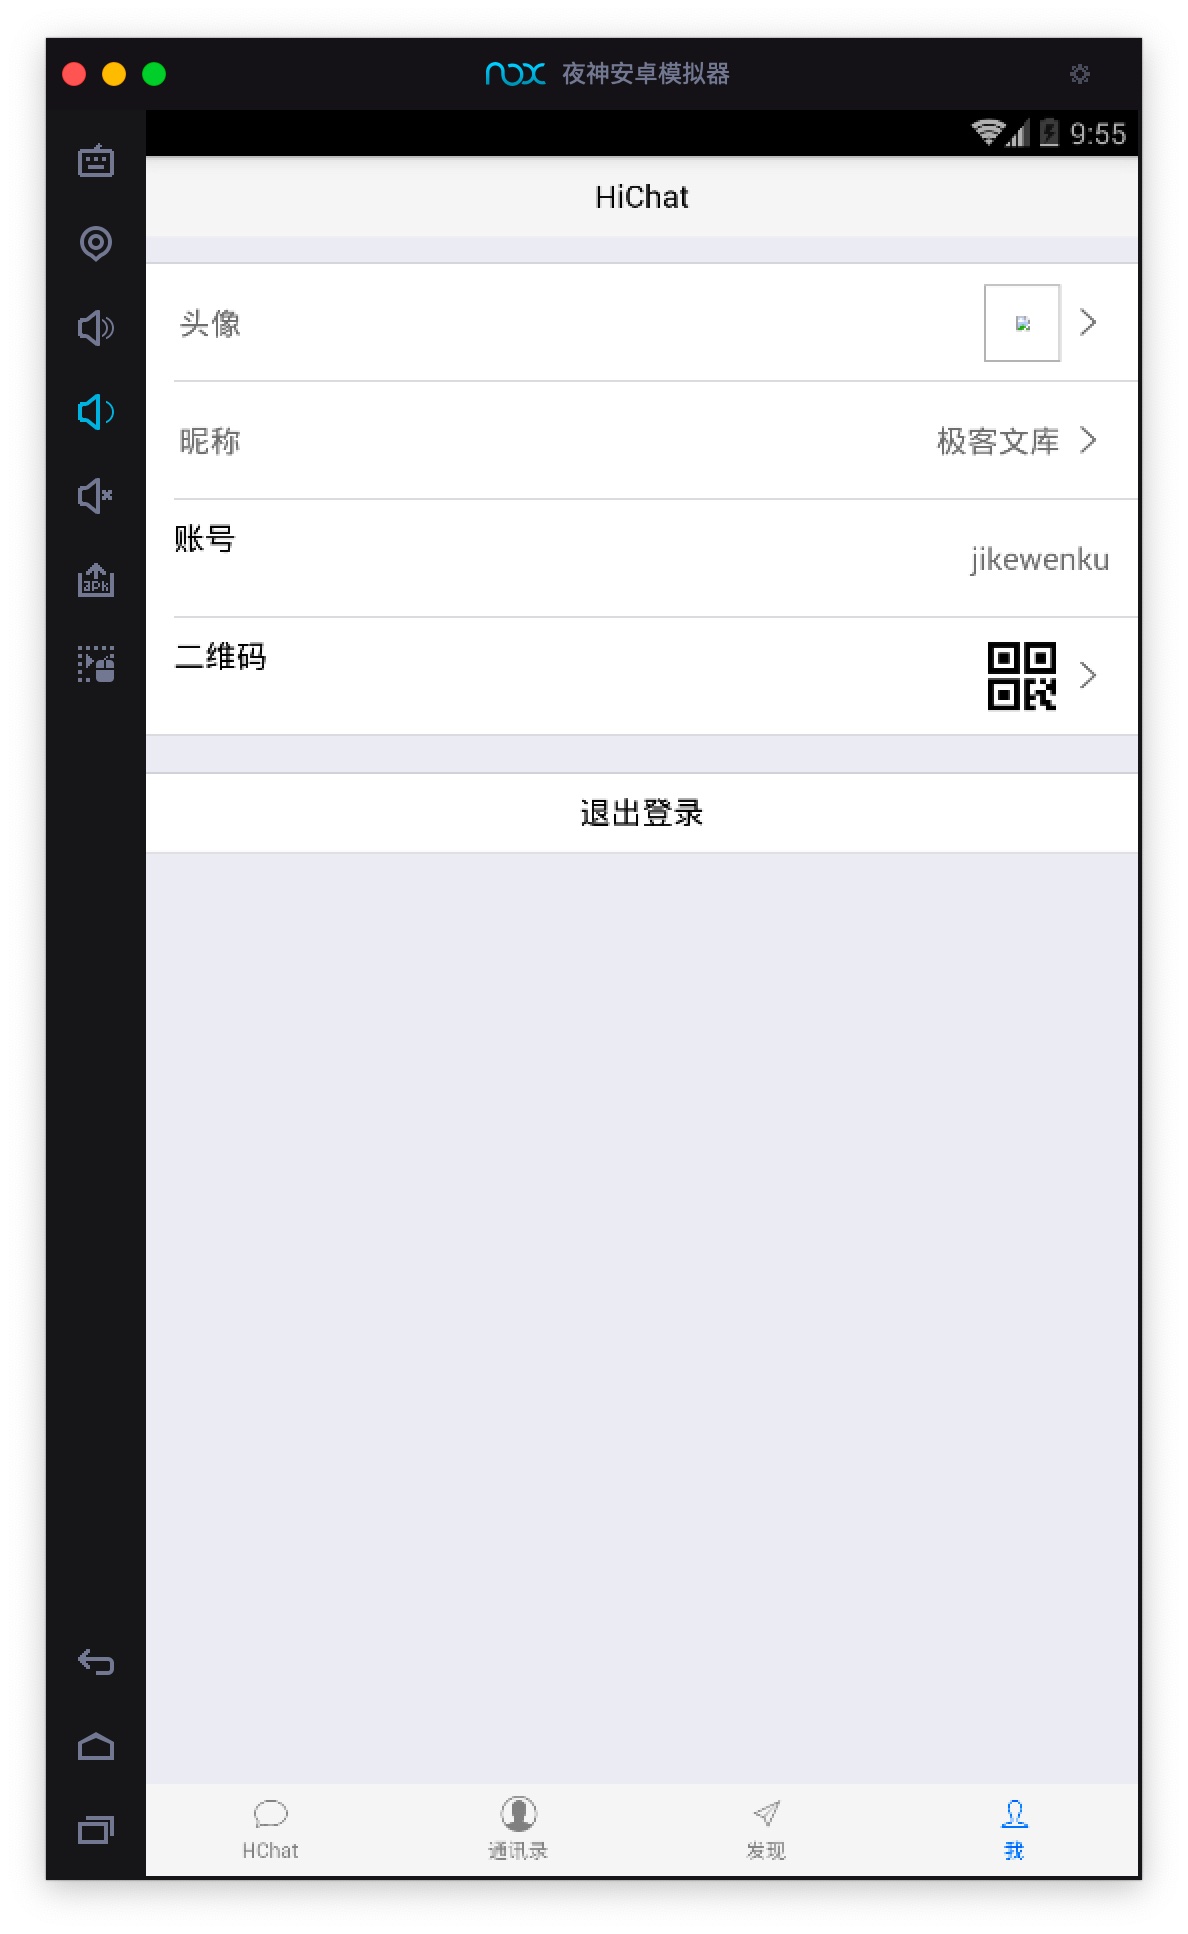 nox 夜神安卓模拟器
9:55
HiChat
头像
昵称 极客文库
账号
jikewenku
二维码
退出登录
apk
HChat 通讯录 发现 我